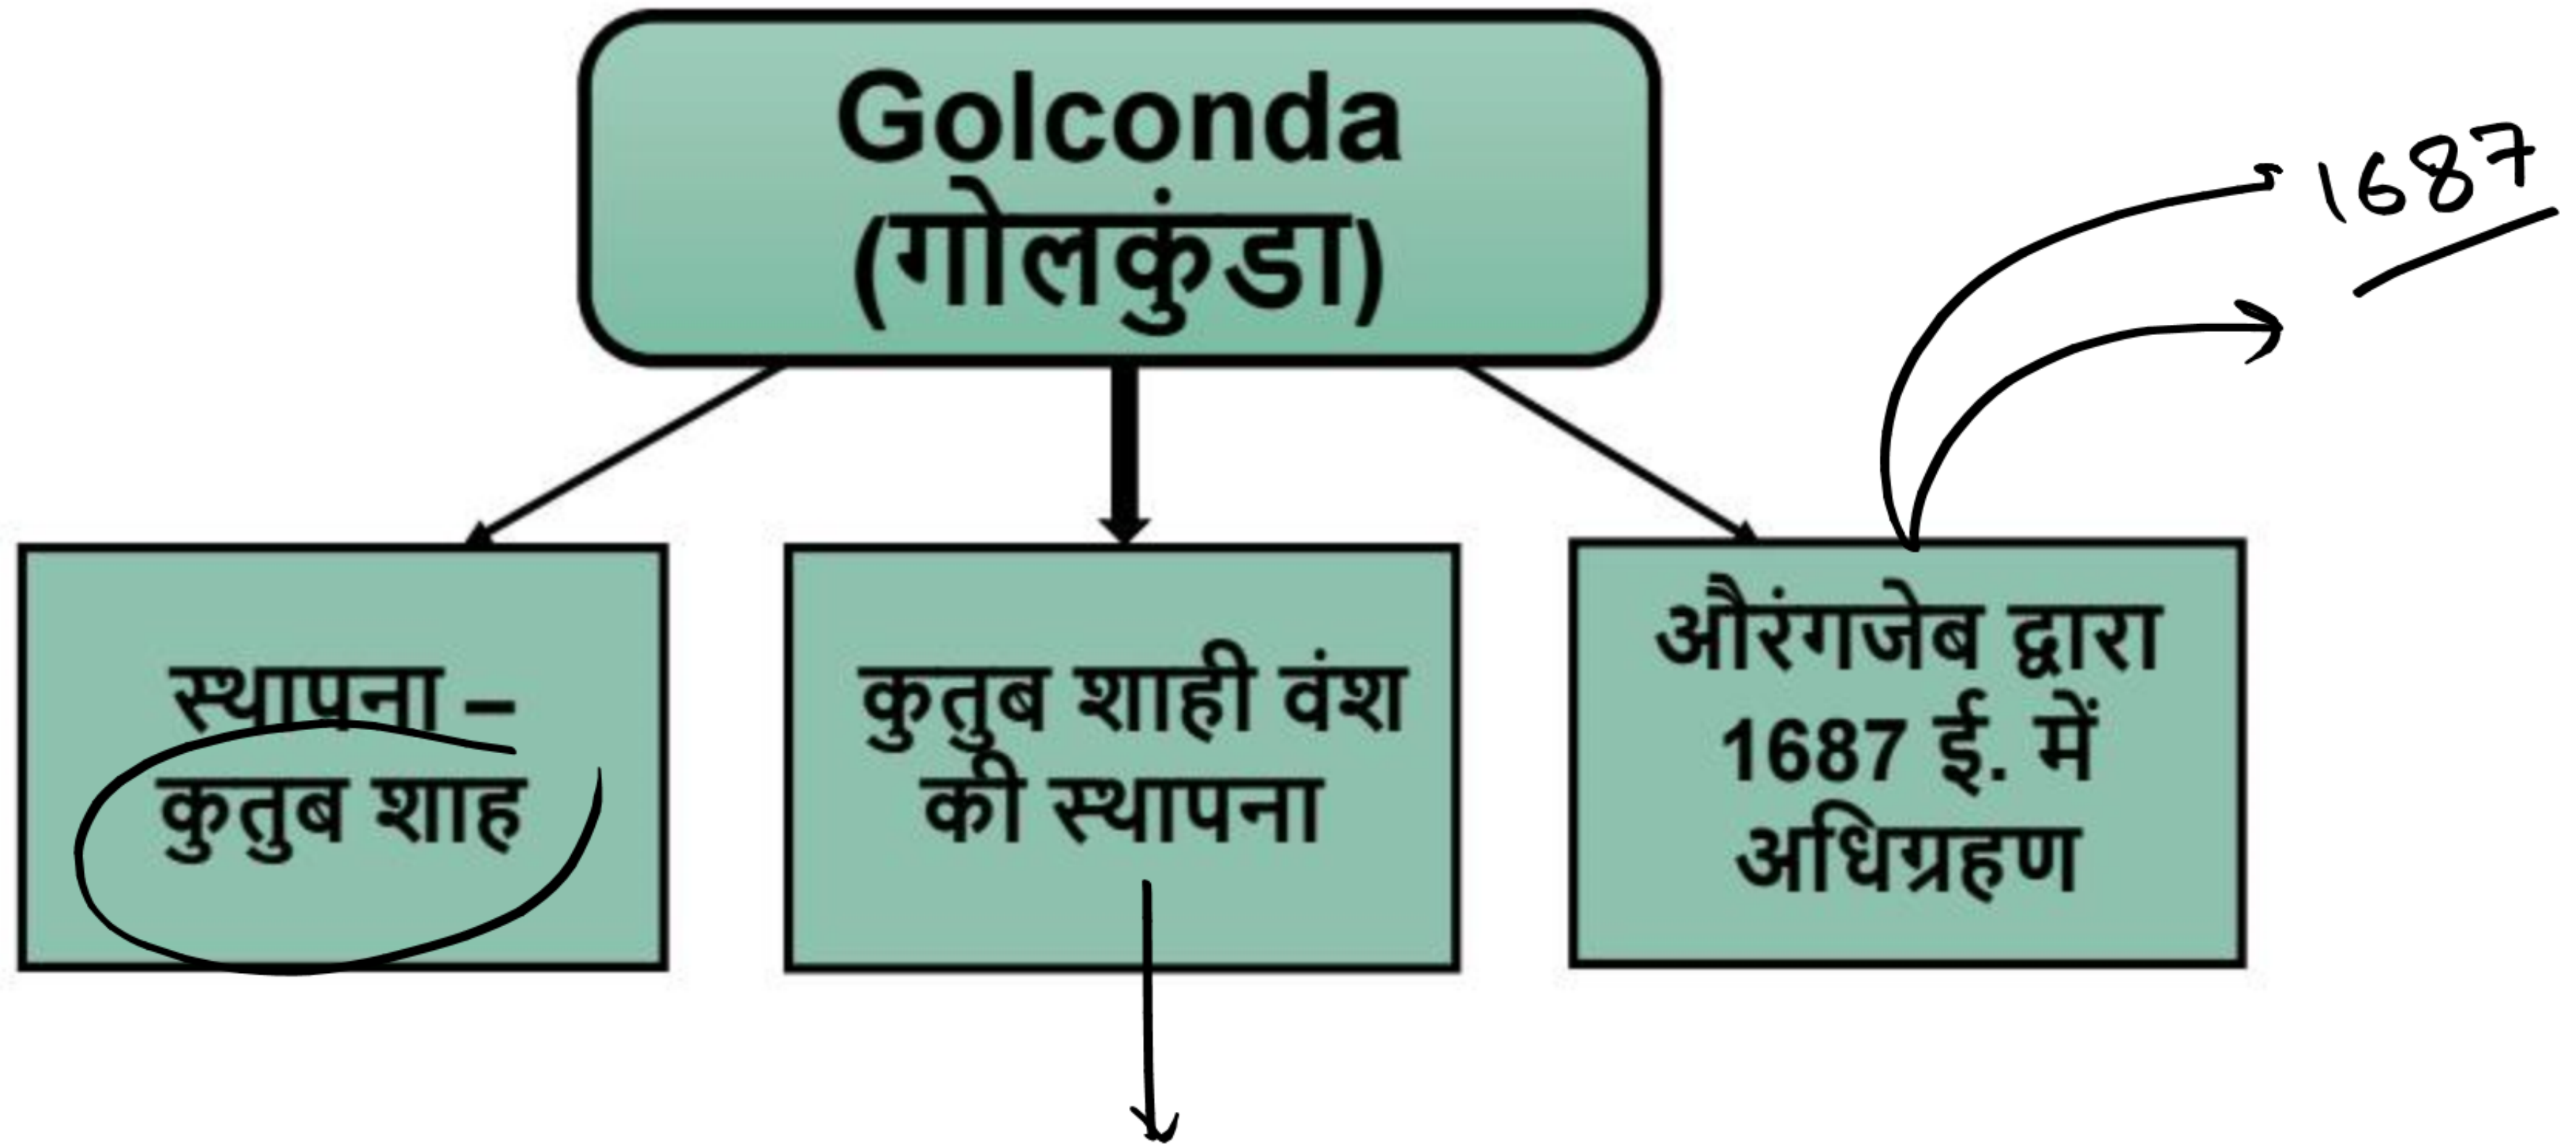 Golconda
(गोलकुंडा)
1687
स्थापना –
कुतुब शाह
कुतुब शाही वंश
की स्थापना
औरंगजेब द्वारा
1687 ई. में
अधिग्रहण